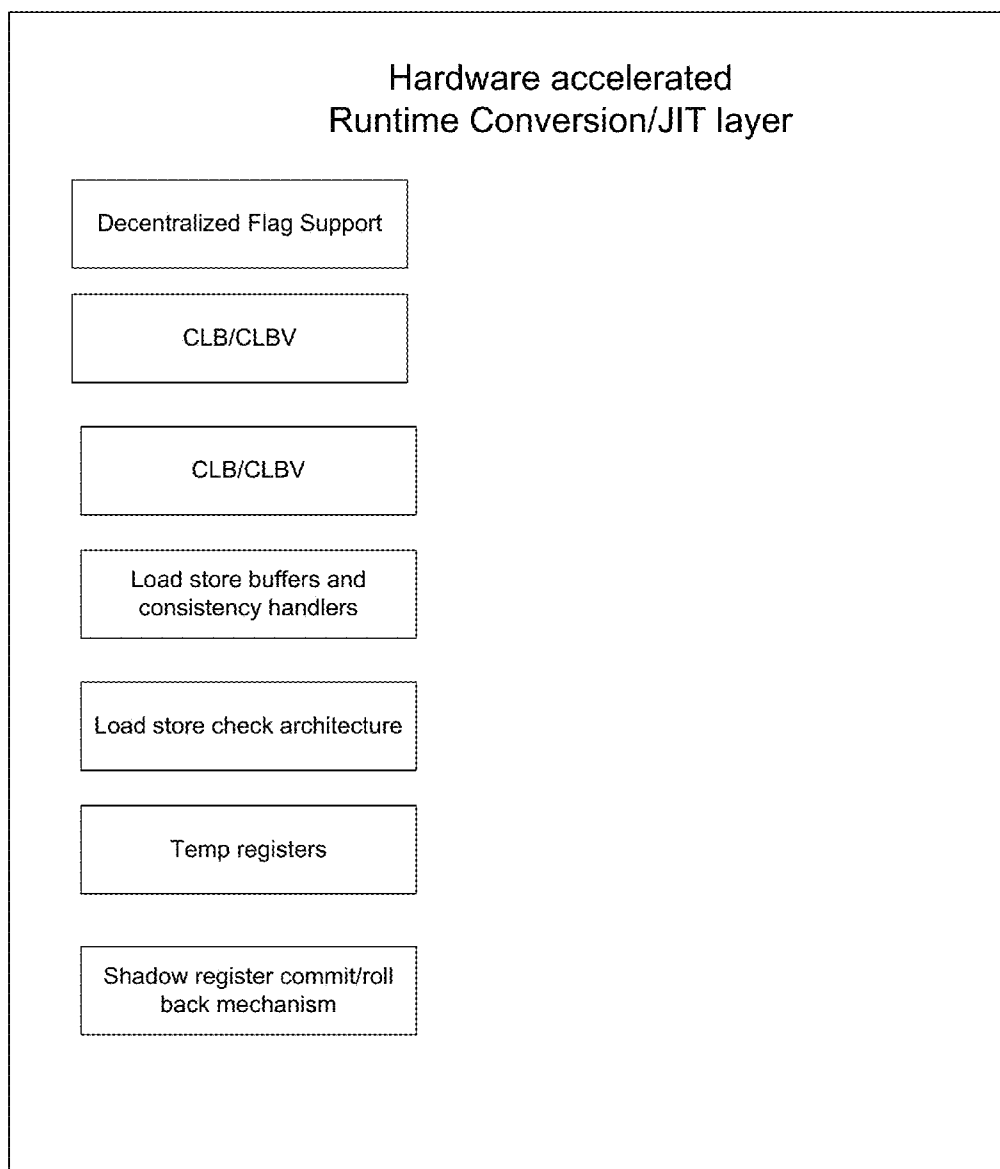 Hardware accelerated
Runtime Conversion/JIT layer
Decentralized Flag Support
CLB/CLBV
CLB/CLBV
Load store buffers and
consistency handlers
Load store check architecture
Temp registers
Shadow register commit/roll
back mechanism